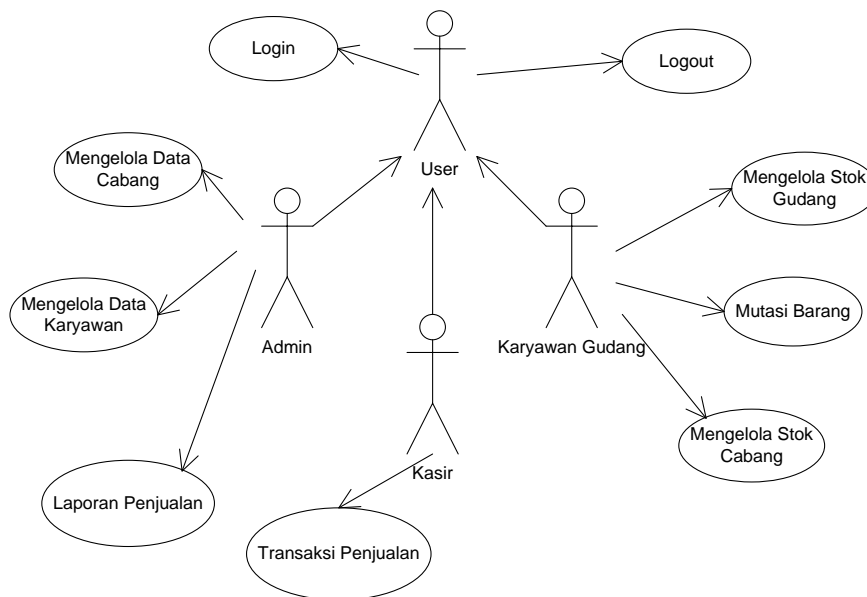 Login
Logout
User
Mengelola Data
Cabang
Mengelola Stok
Gudang
Mengelola Data
Karyawan
Mutasi Barang
Admin
Karyawan Gudang
Mengelola Stok
Cabang
Kasir
Laporan Penjualan
Transaksi Penjualan